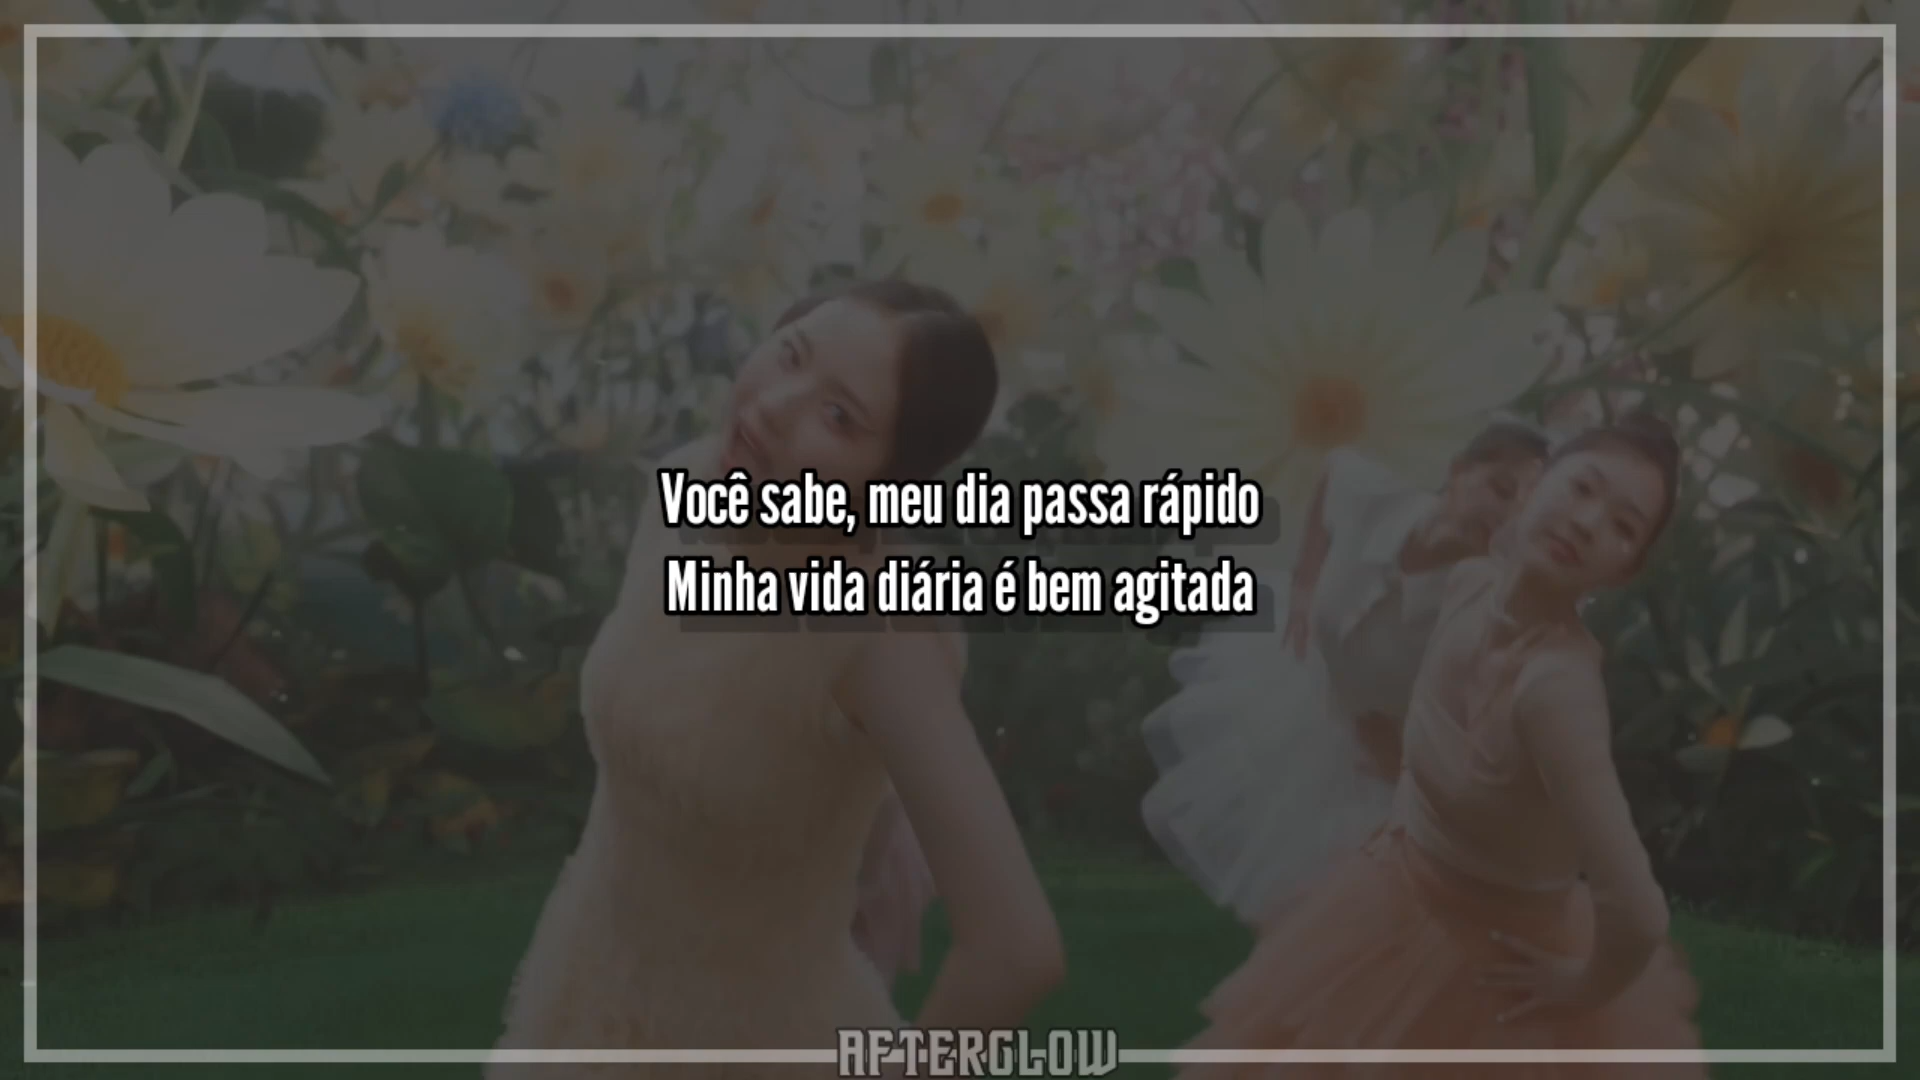 Você sabe, meu dia passa rápido
Minha vida diária é bem agitada
AFTERGLOW